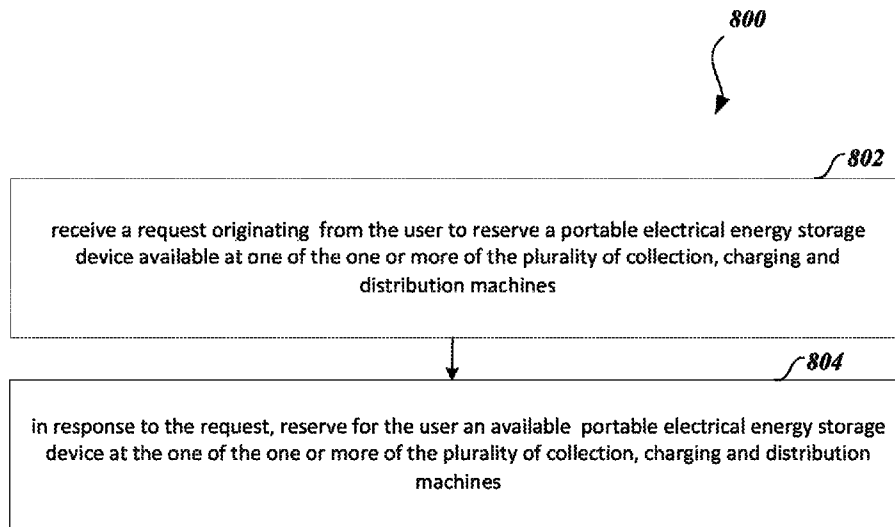 800
802
receive a request originating from the user to reserve a portable electrical energy storage
device available at one of the one or more of the plurality of collection, charging and
distribution machines
804
in response to the request, reserve for the user an available portable electrical energy storage
device at the one of the one or more of the plurality of collection, charging and distribution
machines